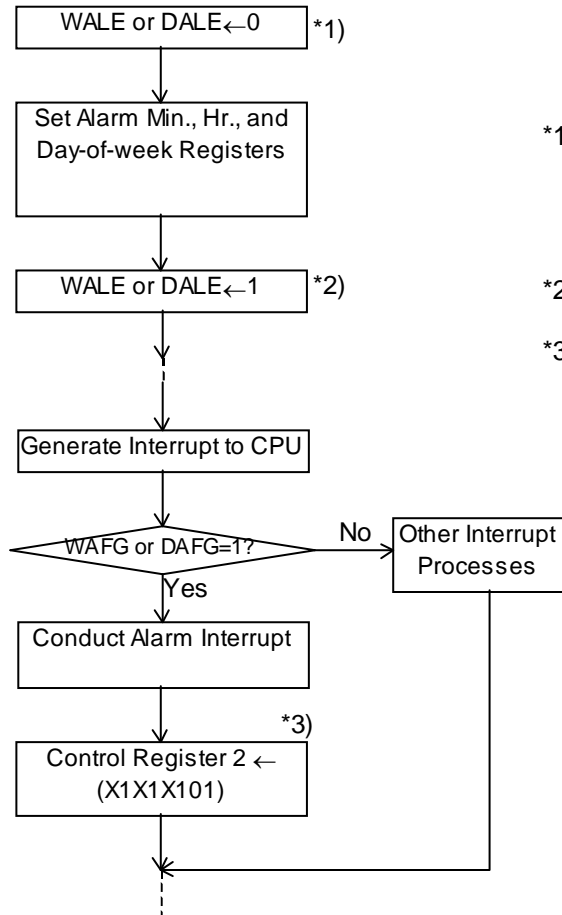 WALE or DALE←0
*1)
Set Alarm Min., Hr., and
Day-of-week Registers
*1
WALE or DALE←1
*2)
*2
*3
Generate Interrupt to CPU
WAFG or DAFG=1?
No
Other Interrupt
Processes
Yes
Conduct Alarm Interrupt
*3)
Control Register 2 ←
(X1X1X101)